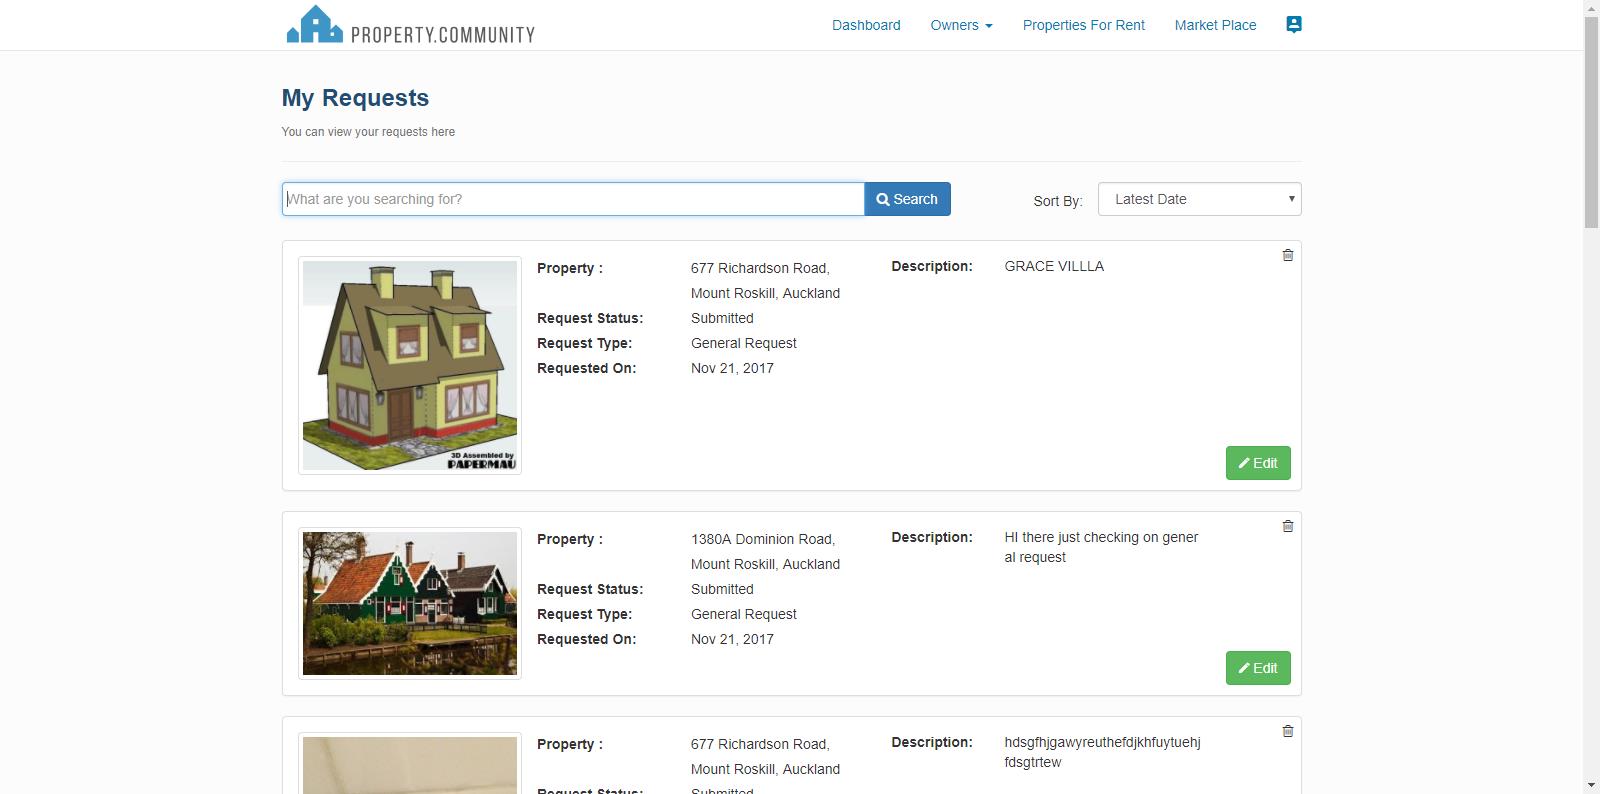 PROPERTY.COMMUNITY
Dashboard
Owners
Properties For Rent
Market Place
My Requests
You can view your requests here
What are you searching for?
Search
Sort By:
Latest Date
Property :
677 Richardson Road,
Mount Roskill, Auckland
Request Status:
Submitted
Request Type:
General Request
Requested On:
Nov 21, 2017
Description:
GRACE VILLLA
3D Assembled by
PAPERMAU
Edit
Property :
1380A Dominion Road,
Mount Roskill, Auckland
Request Status:
Submitted
Request Type:
General Request
Requested On:
Nov 21, 2017
Description:
HI there just checking on gener
al request
Edit
Property :
677 Richardson Road,
Mount Roskill, Auckland
Request Status:
Submitted
Description:
hdsgfhjgawyreuthefdjkhfuytuehj
fdsgtrtew